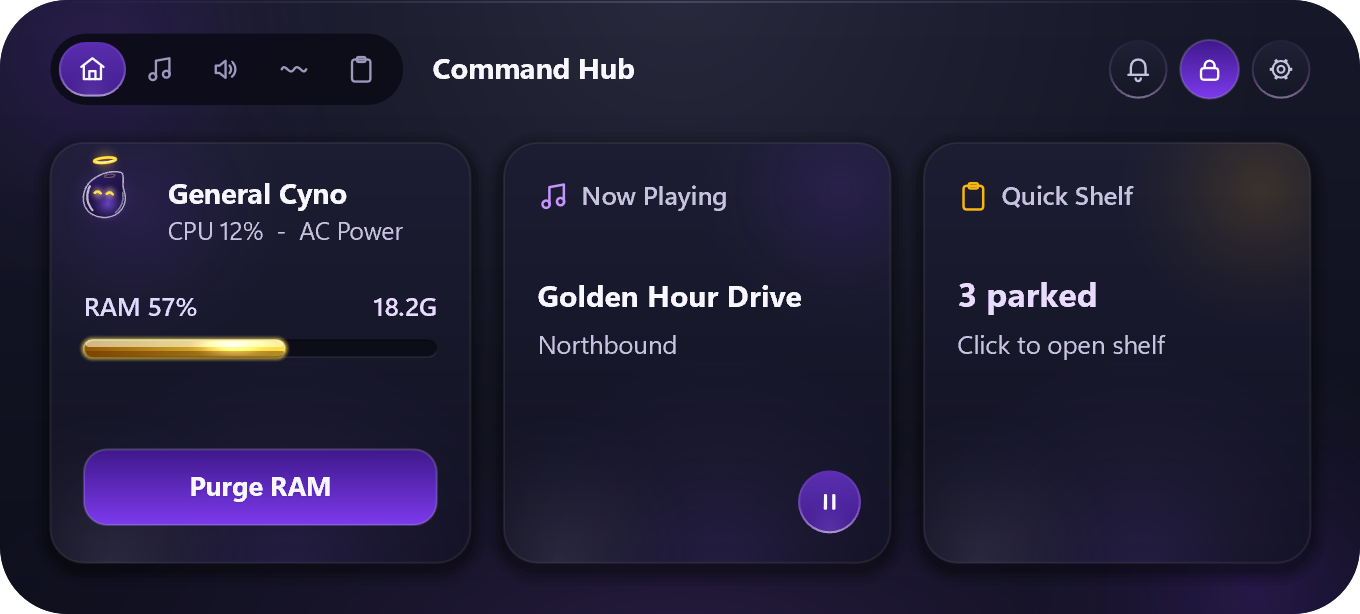 Command Hub
General Cyno
CPU 12% - AC Power
RAM 57% 18.2G
Purge RAM
Now Playing
Golden Hour Drive
Northbound
Quick Shelf
3 parked
Click to open shelf